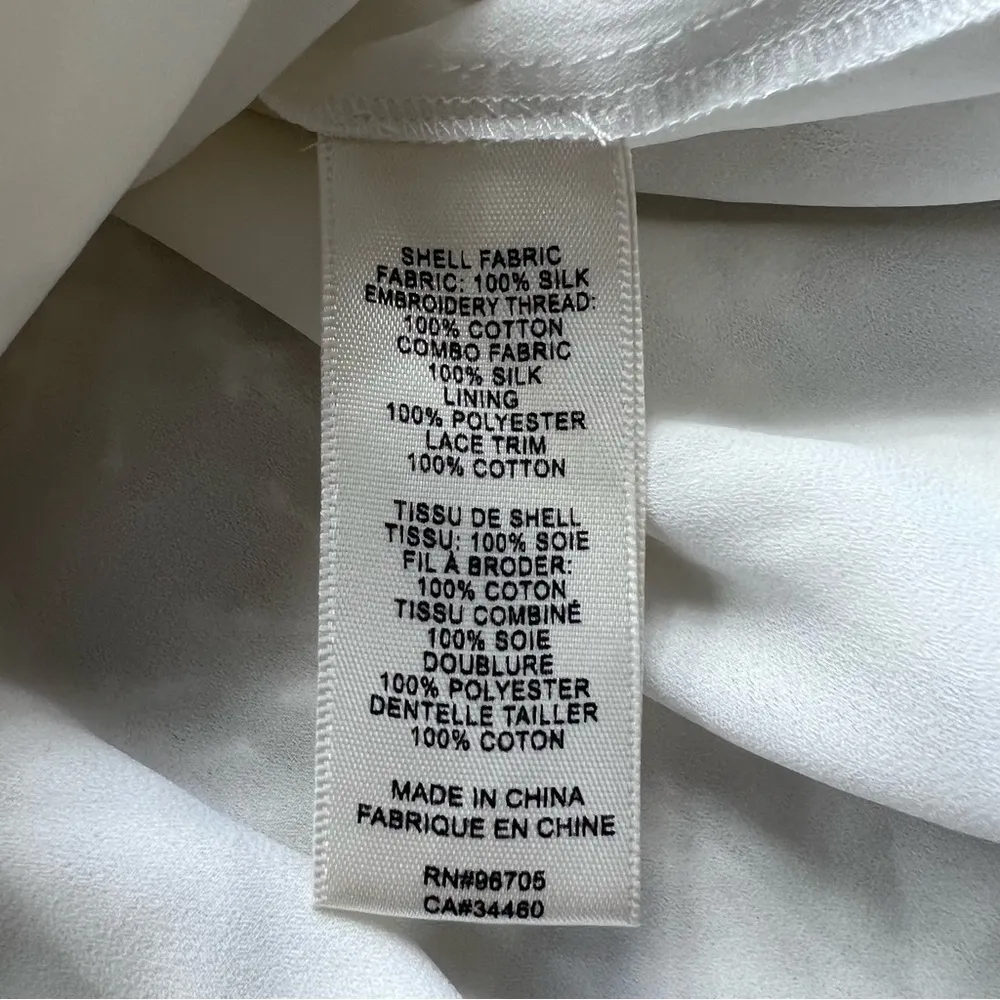 SHELL FABRIC
FABRIC: 100% SILK
EMBROIDERY THREAD:
100% COTTON
COMBO FABRIC
100% SILK
LINING
100% POLYESTER
LACE TRIM
100% COTTON
TISSU DE SHELL
TISSU: 100% SOIE
FIL À BRODER:
100% COTON
TISSU COMBINÉ
100% SOIE
DOUBLURE
100% POLYESTER
DENTELLE TAILLER
100% COTON
MADE IN CHINA
FABRIQUE EN CHINE
RN#96705
CA#34460